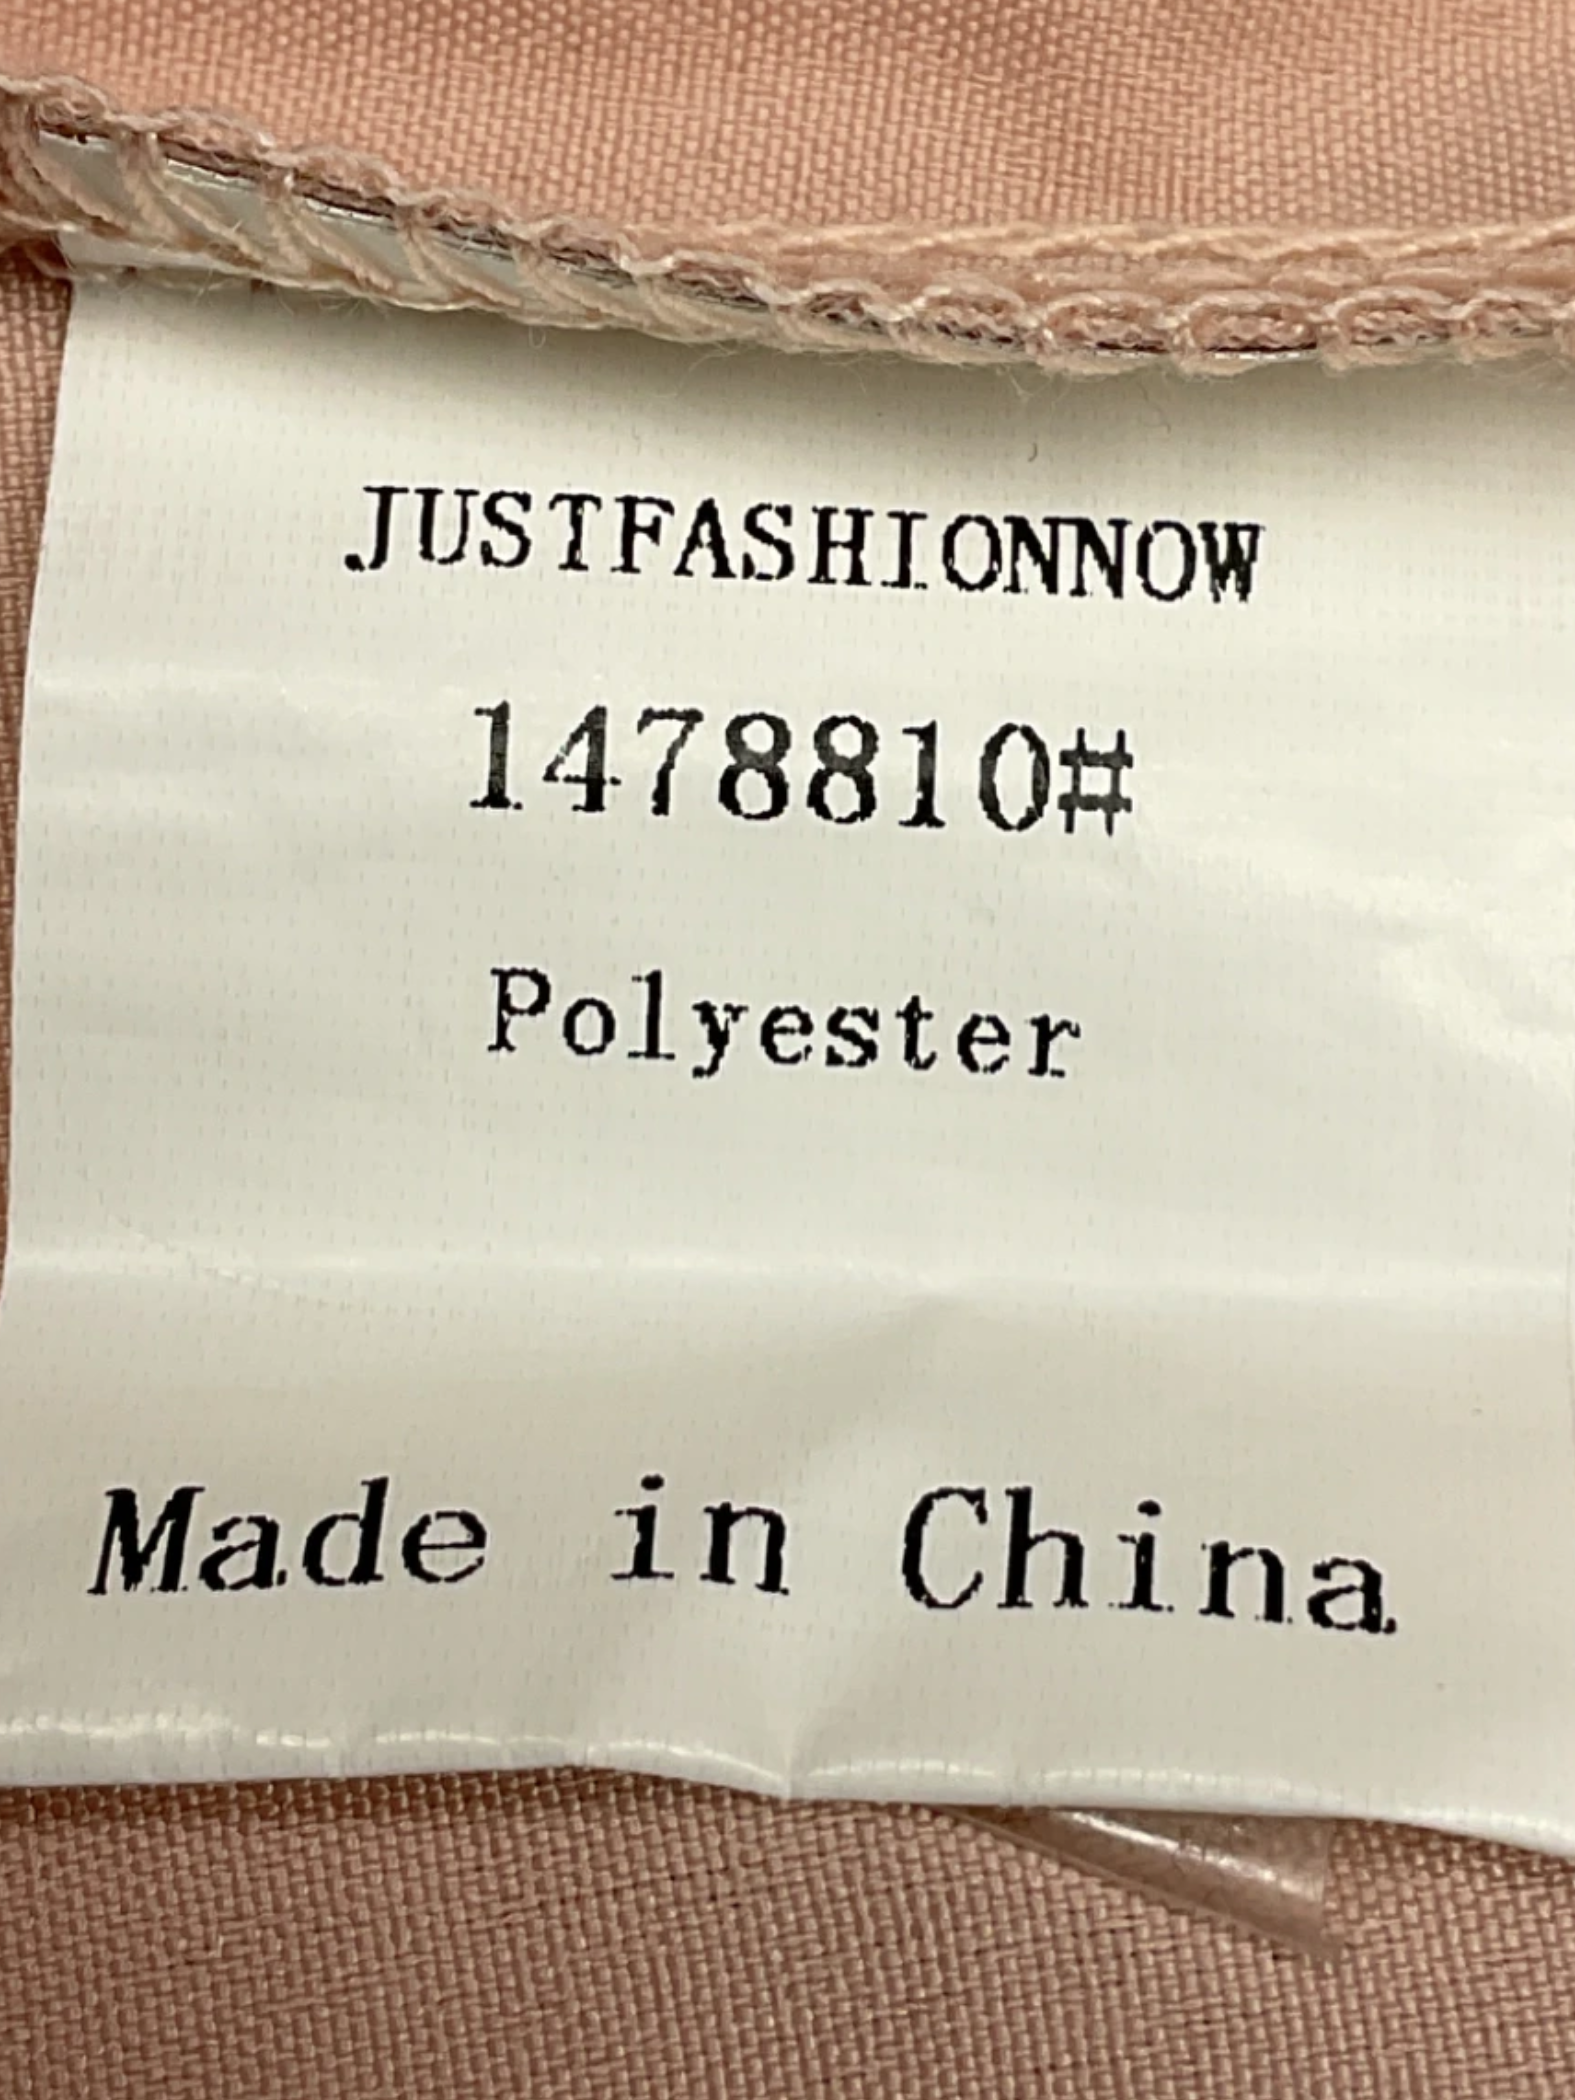 JUSTFASHIONNOW
1478810#
Polyester
Made in China